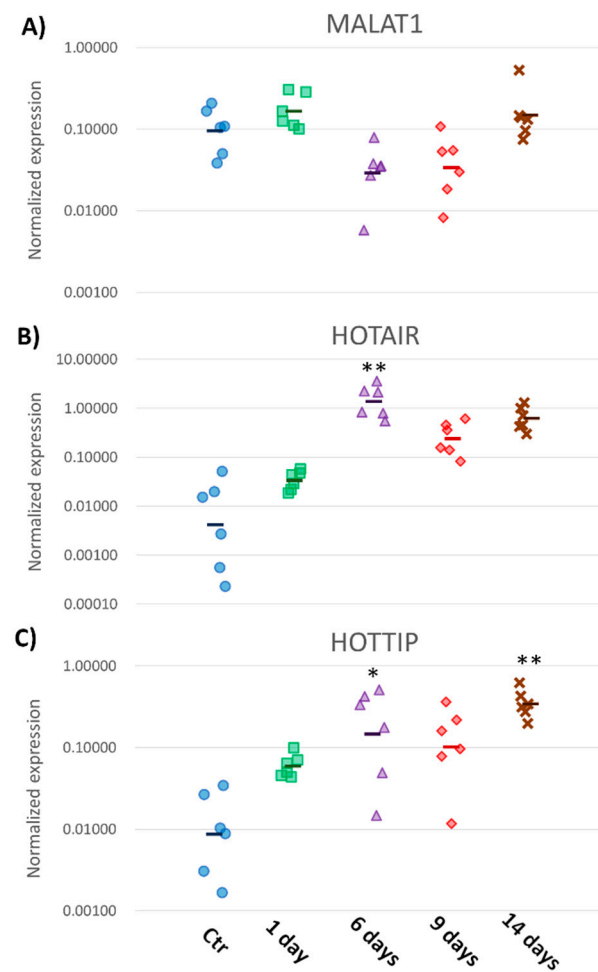 A)
MALAT1
Normalized expression
1.00000
0.10000
0.01000
0.00100
B)
HOTAIR
Normalized expression
10.00000
**
1.00000
0.10000
0.01000
0.00100
0.00010
C)
HOTTIP
Normalized expression
1.00000
*
**
0.10000
0.01000
0.00100
Ctr
1 day
6 days
9 days
14 days